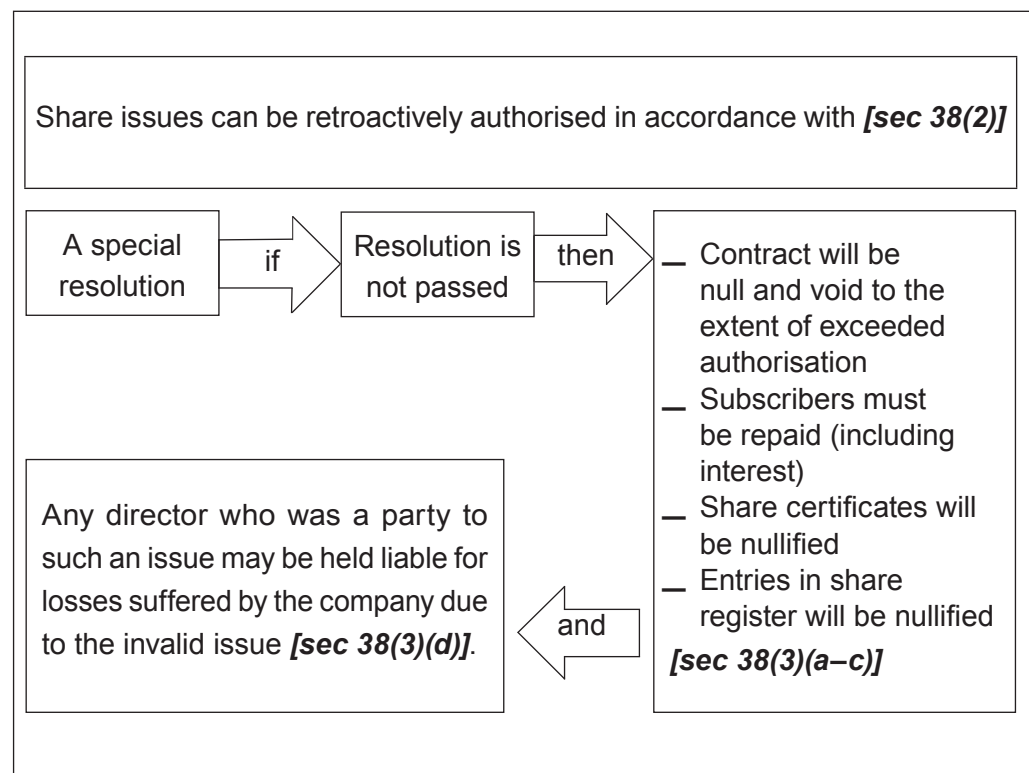 Share issues can be retroactively authorised in accordance with [sec 38(2)]
A special
resolution
if
Resolution is
not passed
then
– Contract will be
null and void to the
extent of exceeded
authorisation
– Subscribers must
be repaid (including
interest)
– Share certificates will
be nullified
– Entries in share
register will be nullified
[sec 38(3)(a–c)]
and
Any director who was a party to
such an issue may be held liable for
losses suffered by the company due
to the invalid issue [sec 38(3)(d)].